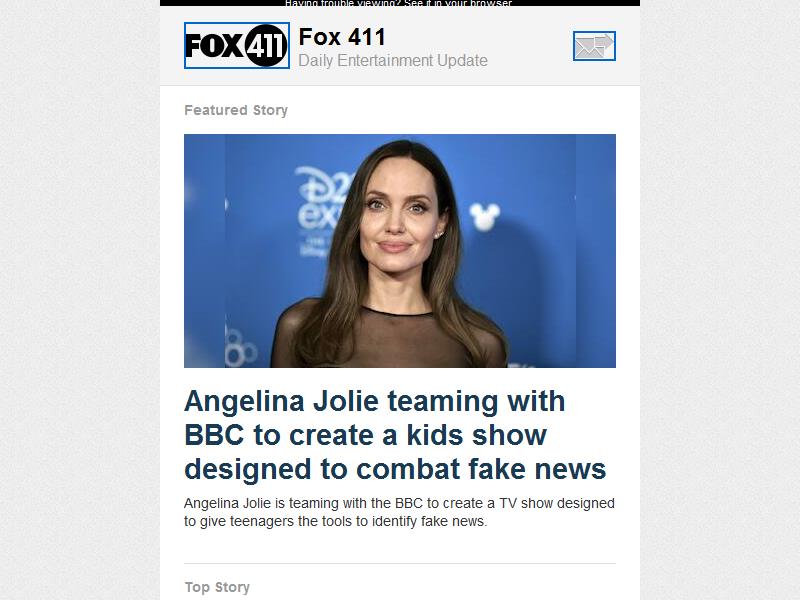 Having trouble viewing? See it in your browser
FOX 411
Fox 411
Daily Entertainment Update
Featured Story
D2
Angelina Jolie teaming with
BBC to create a kids show
designed to combat fake news
Angelina Jolie is teaming with the BBC to create a TV show designed
to give teenagers the tools to identify fake news.
Top Story